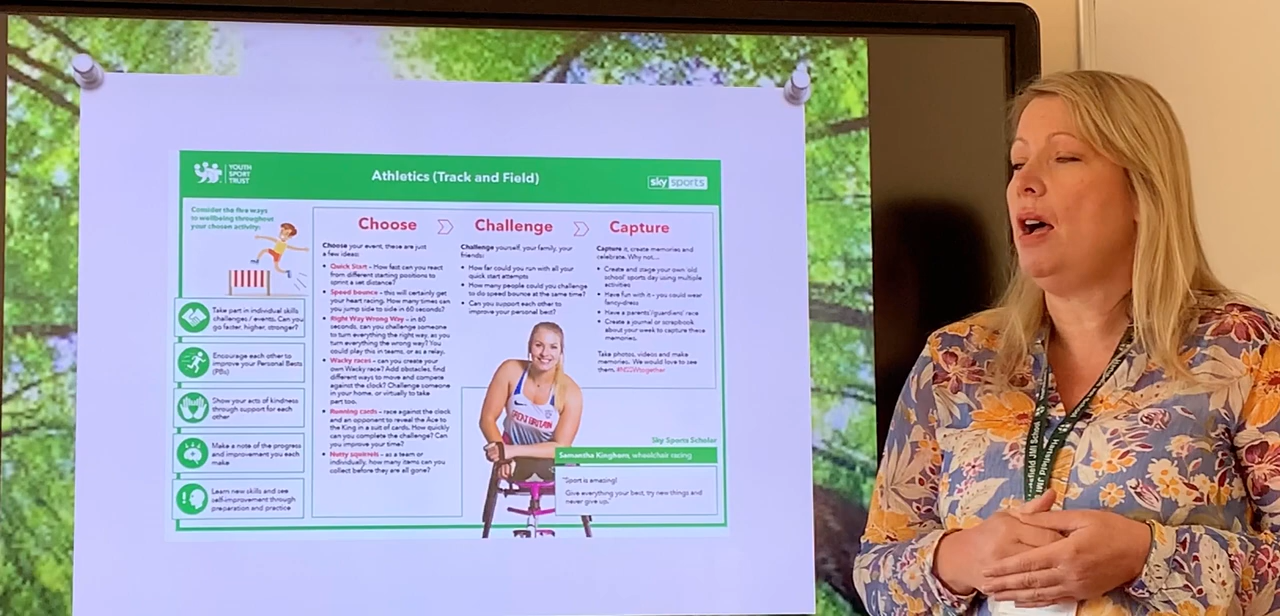 YOUTH
SPORT
TRUST
Athletics (Track and Field)
sky sports
Consider the five ways
to wellbeing throughout
your chosen activity:
Take part in individual skills
challenges / events. Can you
go faster, higher, stronger?
Encourage each other to
improve your Personal Bests
(PBs)
Show your acts of kindness
through support for each
other
Make a note of the progress
and improvement you each
make
Learn new skills and see
self-improvement through
preparation and practice
Choose
Choose your event, these are just
a few ideas:
• Quick Start – How fast can you react
from different starting positions to
sprint a set distance?
• Speed bounce – this will certainly get
your heart racing. How many times can
you jump side to side in 60 seconds?
• Right Way Wrong Way – in 60
seconds, can you challenge someone
to turn everything the right way, as you
turn everything the wrong way? You
could play this in teams, or as a relay.
• Wacky races – can you create your
own Wacky race? Add obstacles, find
different ways to move and compete
against the clock? Challenge someone
in your home, or virtually to take
part too.
• Running cards – race against the clock
and an opponent to reveal the Ace to
the King in a suit of cards. How quickly
can you complete the challenge? Can
you improve your time?
• Nutty squirrels – as a team or
individually, how many items can you
collect before they are all gone?
Challenge
Challenge yourself, your family, your
friends:
• How far could you run with all your
quick start attempts
• How many people could you challenge
to do speed bounce at the same time?
• Can you support each other to
improve your personal best?
Capture
Capture it, create memories and
celebrate. Why not....
• Create and stage your own 'old
school' sports day using multiple
activities
• Have fun with it – you could wear
fancy-dress
• Have a parents'/guardians' race
• Create a journal or scrapbook
about your week to capture these
memories.
Take photos, videos and make
memories. We would love to see
them. #NSSWtogether
GREAT BRITAIN
Sky Sports Scholar
Samantha Kinghorn, wheelchair racing
"Sport is amazing!
Give everything your best, try new things and
never give up."
JMI School